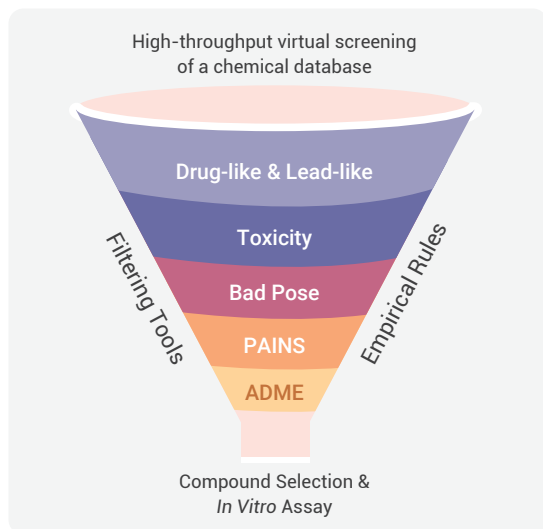 High-throughput virtual screening
of a chemical database
Drug-like & Lead-like
Toxicity
Filtering Tools
Empirical Rules
Bad Pose
PAINS
ADME
Compound Selection &
In Vitro Assay